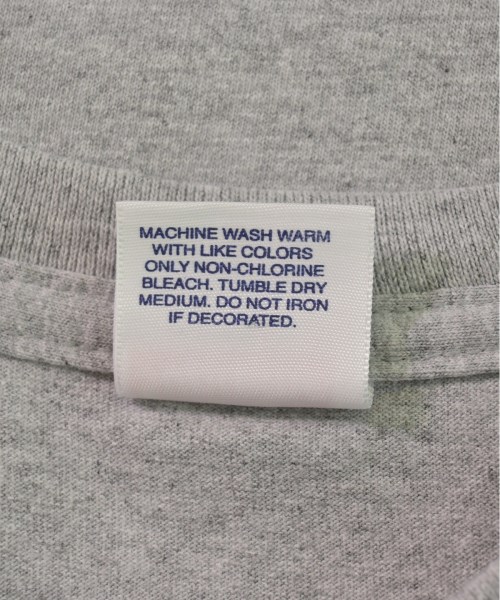 MACHINE WASH WARM
WITH LIKE COLORS
ONLY NON-CHLORINE
BLEACH. TUMBLE DRY
MEDIUM. DO NOT IRON
IF DECORATED.